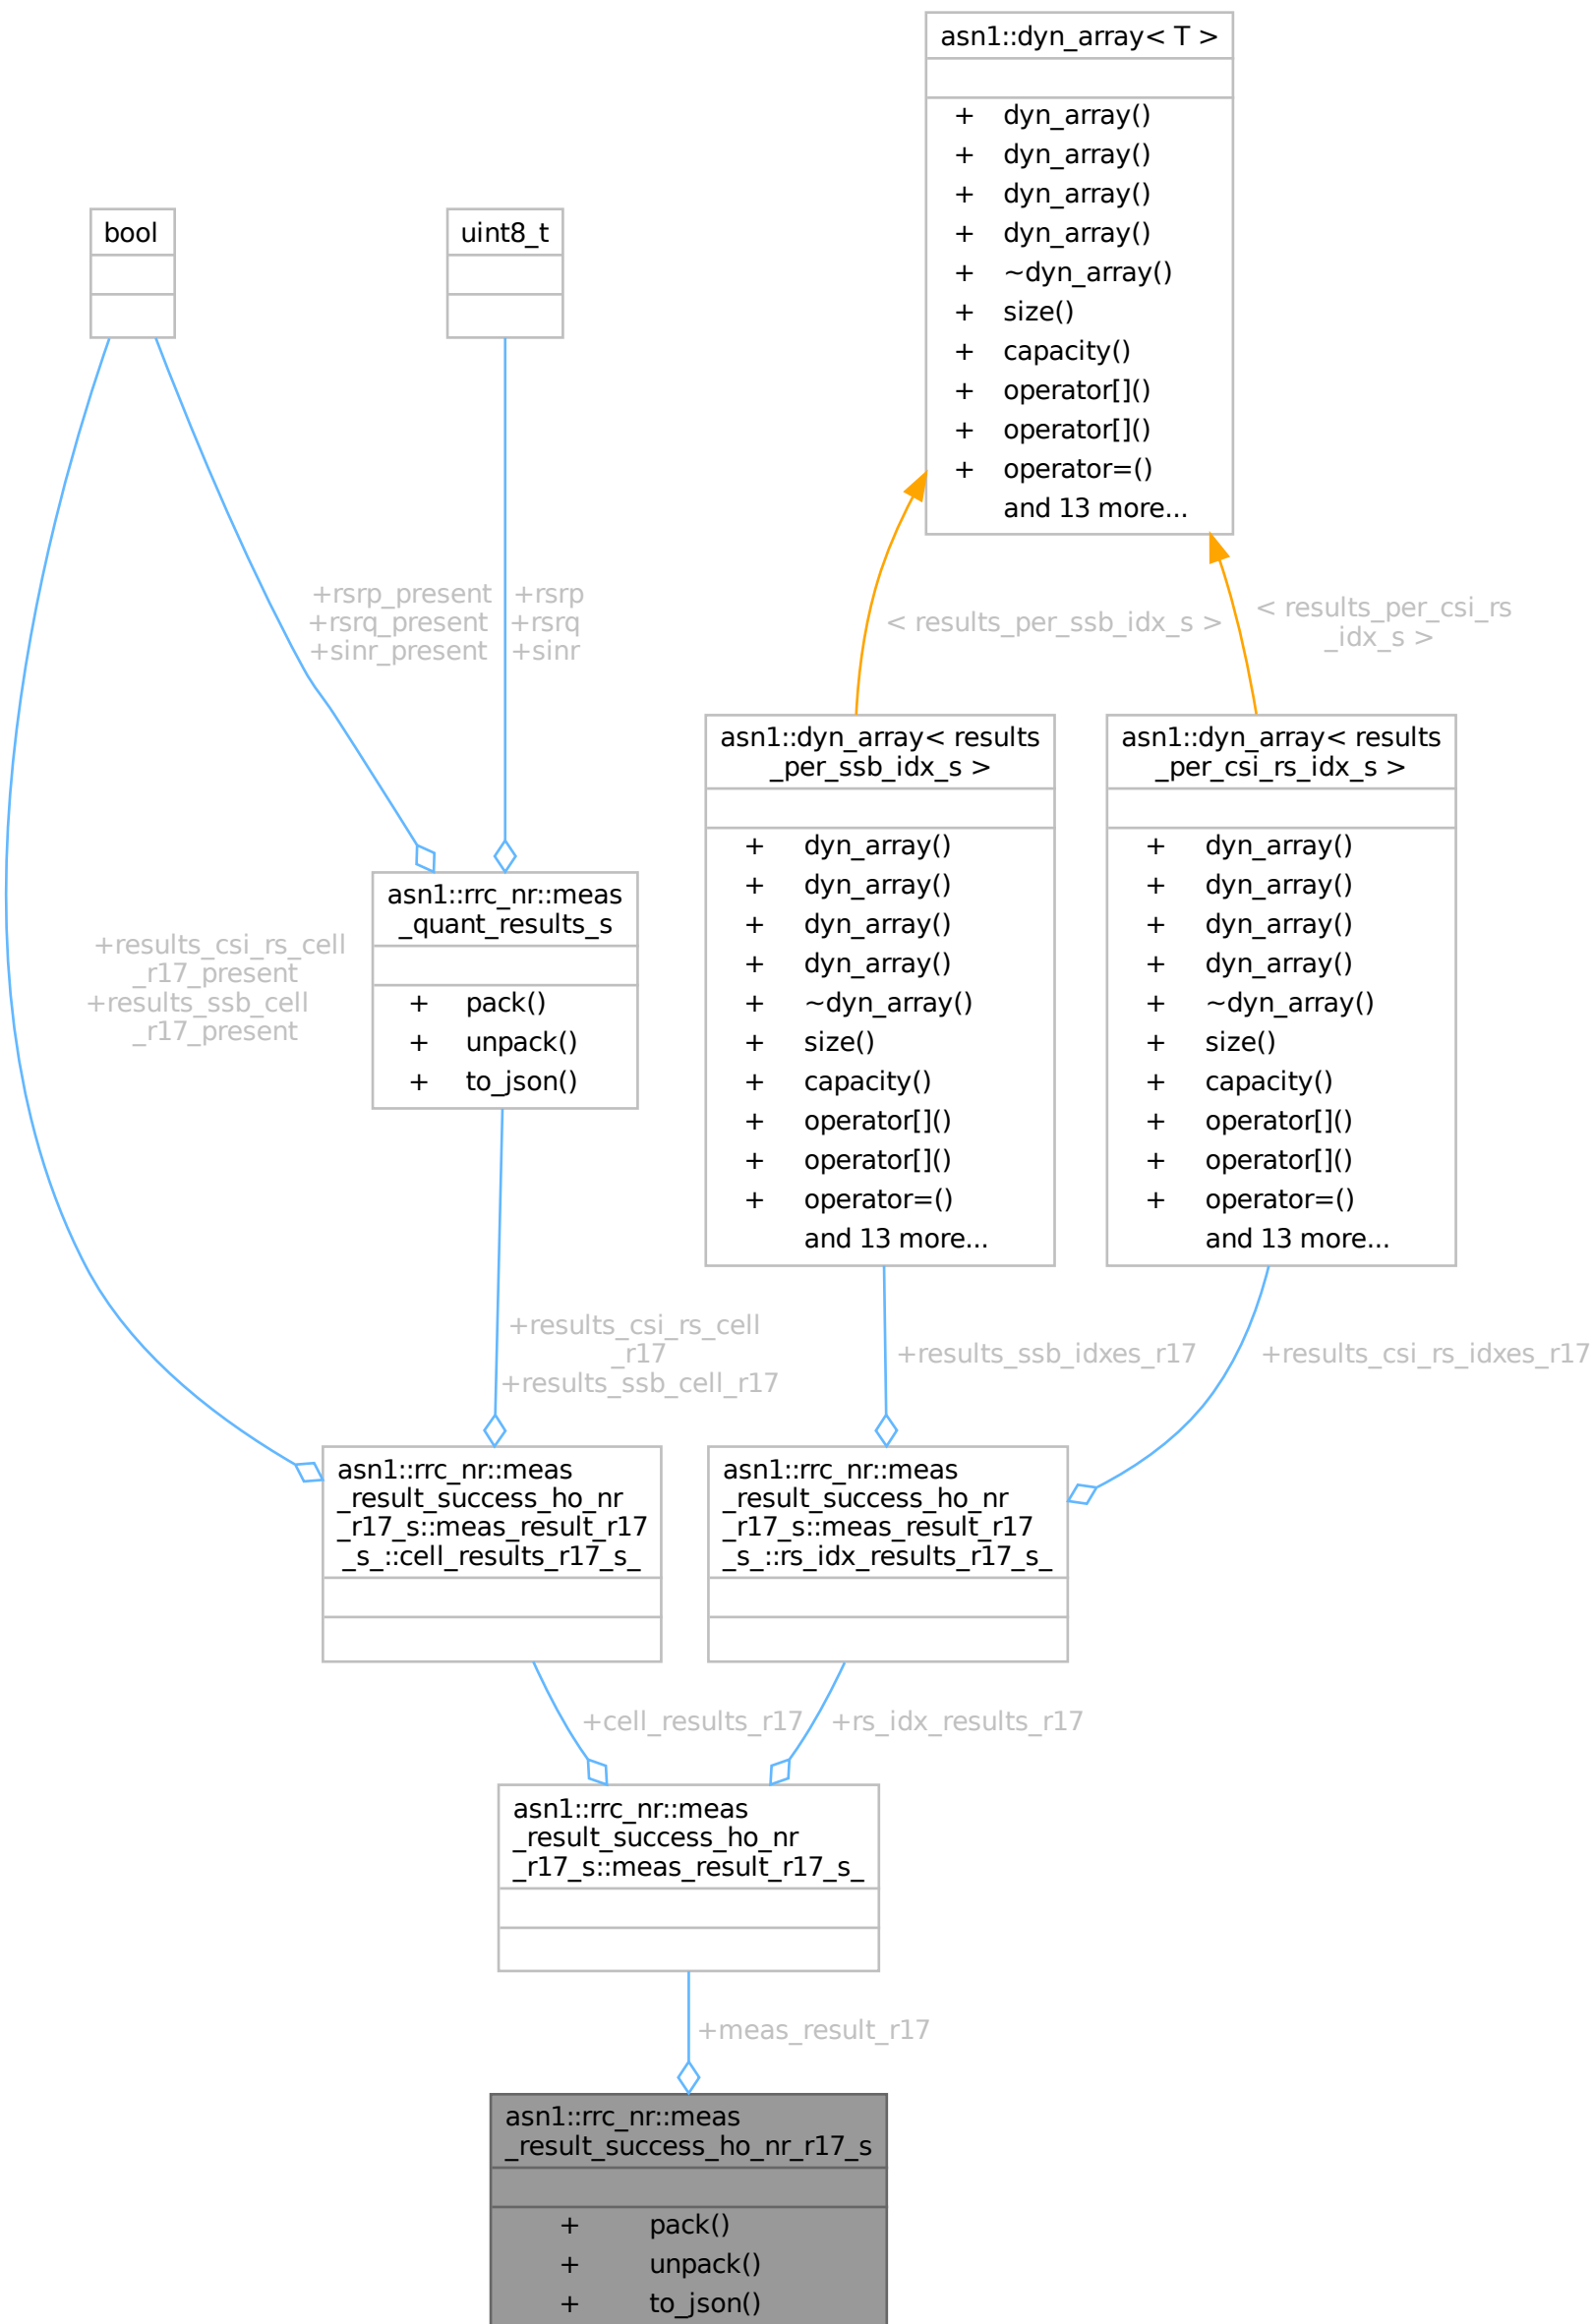 asn1::dyn_array< T >
+ dyn_array()
+ dyn_array()
+ dyn_array()
+ dyn_array()
+ ~dyn_array()
+ size()
+ capacity()
+ operator[]()
+ operator[]()
+ operator=()
and 13 more...
bool
uint8_t
+rsrp_present
+rsrq_present
+sinr_present
+rsrp
+rsrq
+sinr
< results_per_ssb_idx_s >
< results_per_csi_rs
_idx_s >
asn1::rrc_nr::meas
_quant_results_s
+ pack()
+ unpack()
+ to_json()
asn1::dyn_array< results
_per_ssb_idx_s >
+ dyn_array()
+ dyn_array()
+ dyn_array()
+ dyn_array()
+ ~dyn_array()
+ size()
+ capacity()
+ operator[]()
+ operator[]()
+ operator=()
and 13 more...
asn1::dyn_array< results
_per_csi_rs_idx_s >
+ dyn_array()
+ dyn_array()
+ dyn_array()
+ dyn_array()
+ ~dyn_array()
+ size()
+ capacity()
+ operator[]()
+ operator[]()
+ operator=()
and 13 more...
+results_csi_rs_cell
_r17_present
+results_ssb_cell
_r17_present
+results_csi_rs_cell
_r17
+results_ssb_cell_r17
+results_ssb_idxes_r17
+results_csi_rs_idxes_r17
asn1::rrc_nr::meas
_result_success_ho_nr
_r17_s::meas_result_r17
_s_::cell_results_r17_s_
asn1::rrc_nr::meas
_result_success_ho_nr
_r17_s::meas_result_r17
_s_::rs_idx_results_r17_s_
+cell_results_r17
+rs_idx_results_r17
asn1::rrc_nr::meas
_result_success_ho_nr
_r17_s::meas_result_r17_s_
+meas_result_r17
asn1::rrc_nr::meas
_result_success_ho_nr_r17_s
+ pack()
+ unpack()
+ to_json()